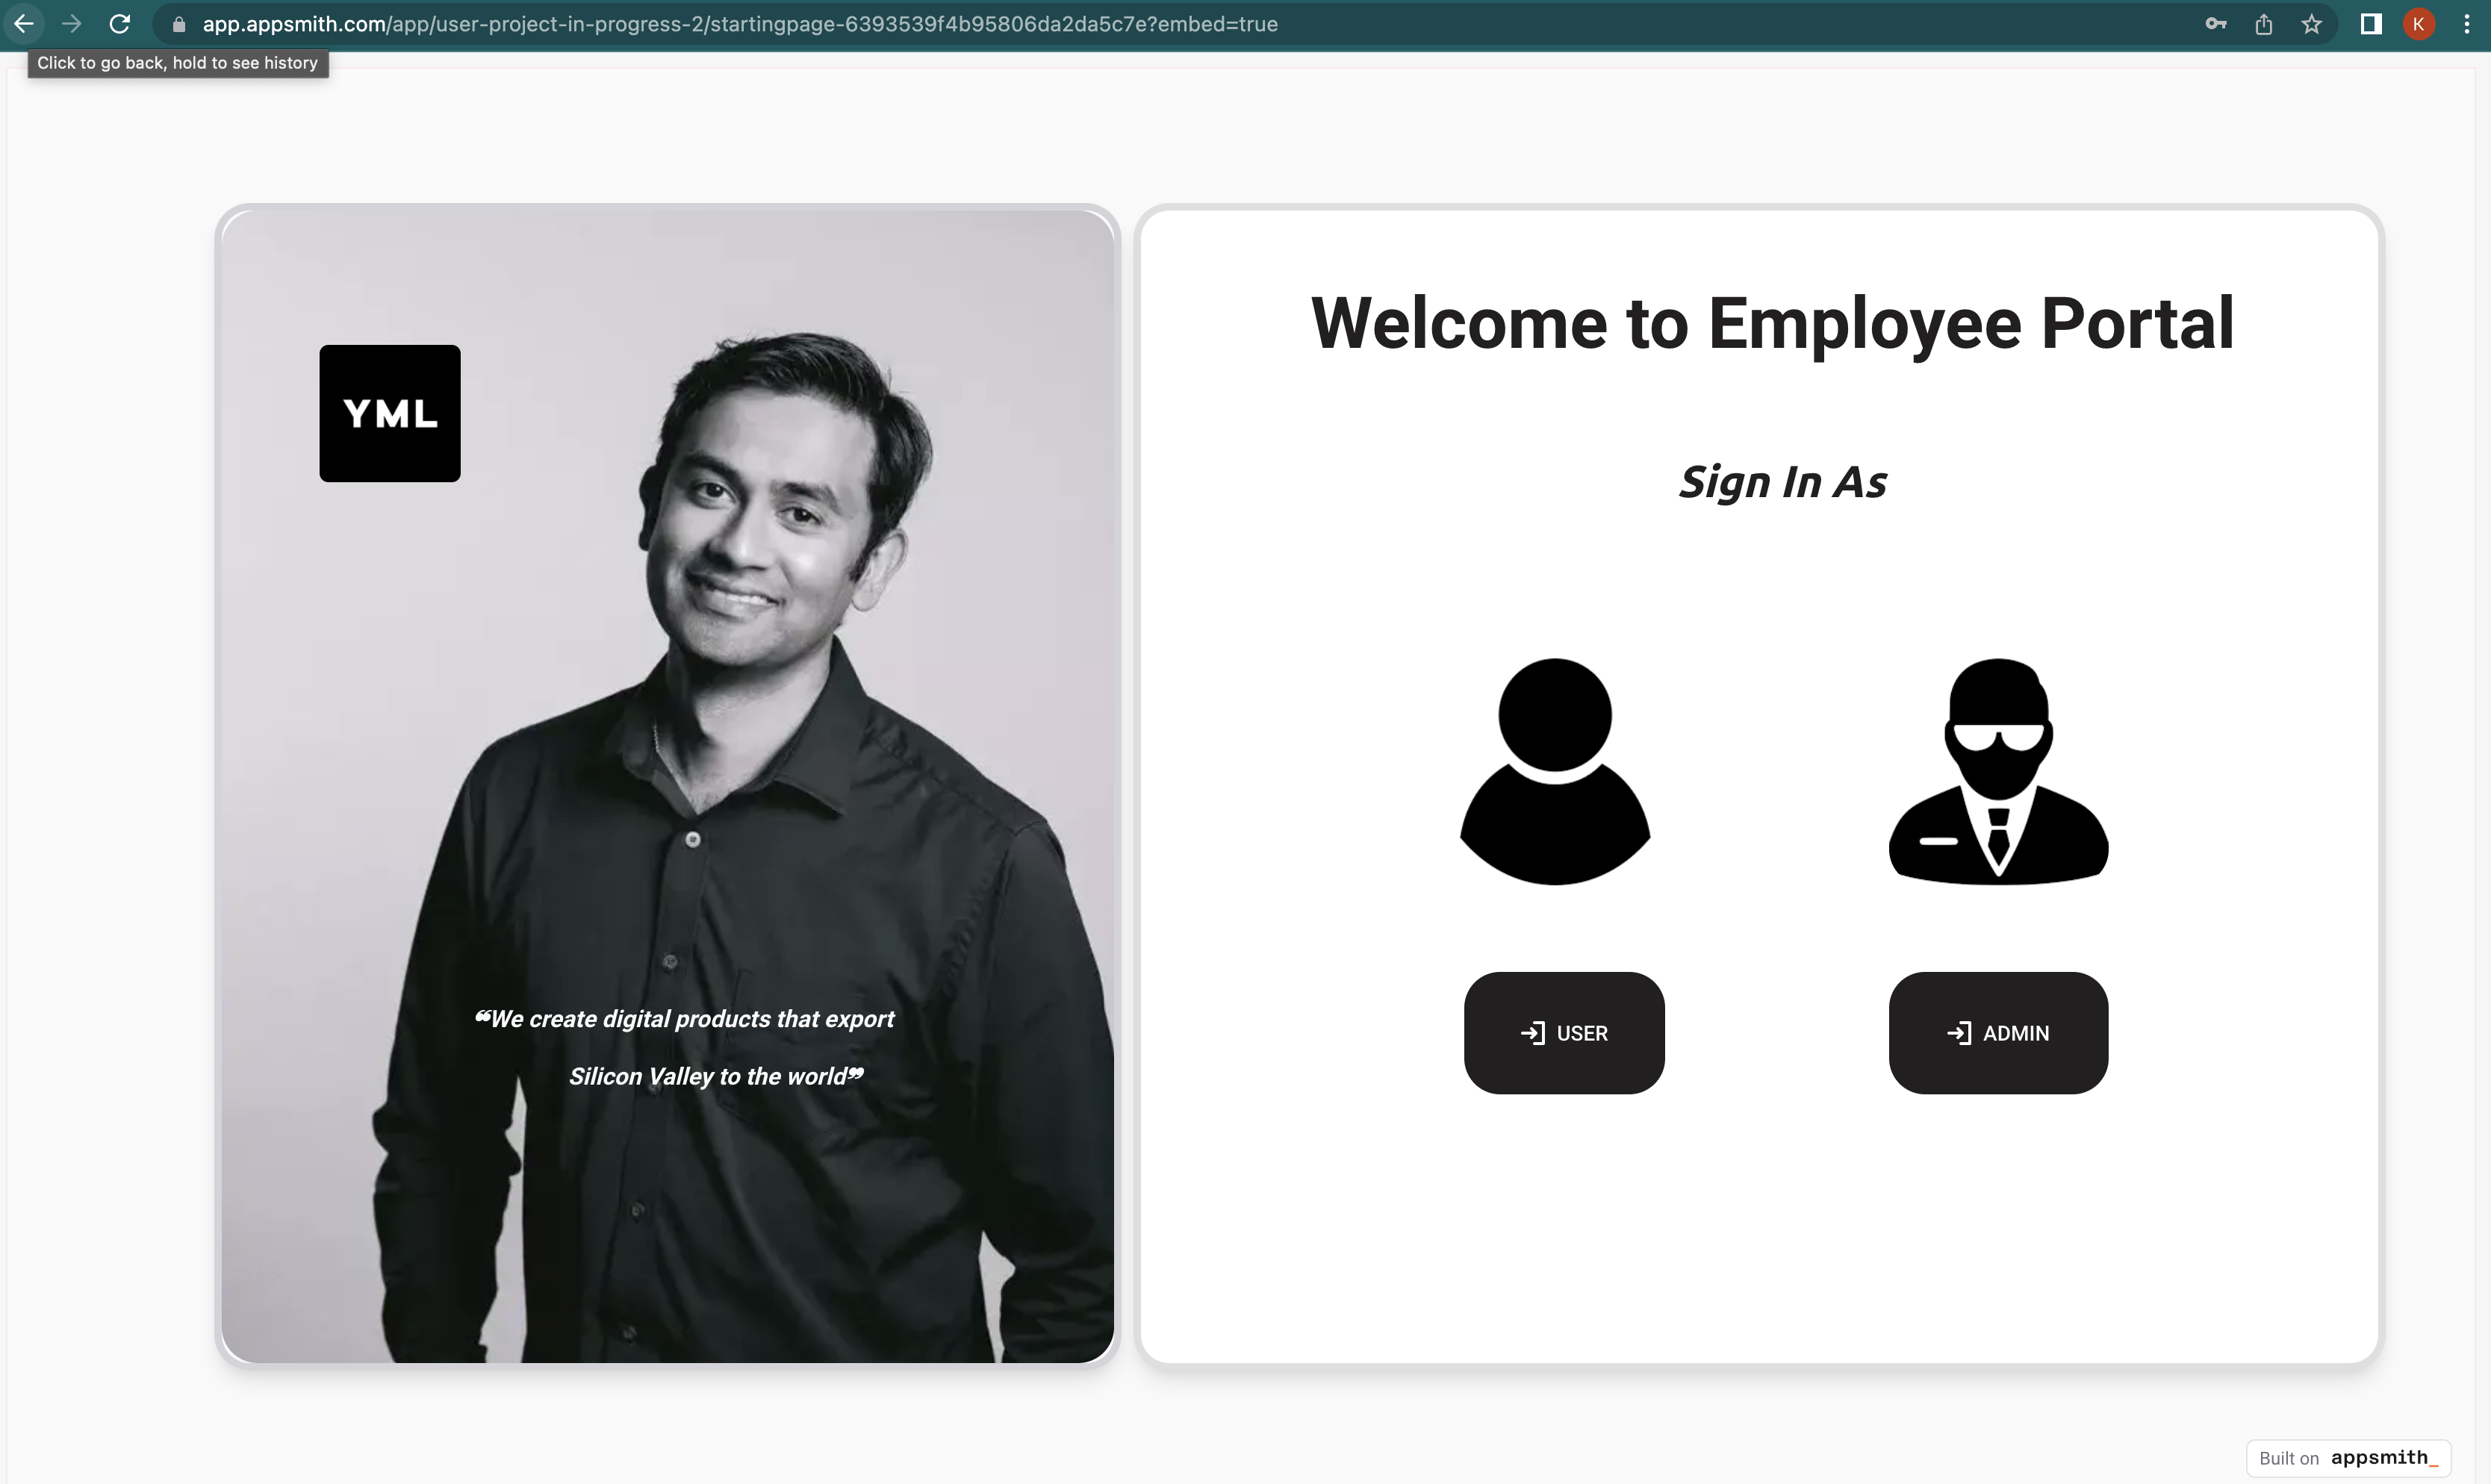 app.appsmith.com/app/user-project-in-progress-2/startingpage-6393539f4b95806da2da5c7e?embed=true
K
Click to go back, hold to see history
YML
❝We create digital products that export
Silicon Valley to the world❞
Welcome to Employee Portal
Sign In As
USER
ADMIN
Built on appsmith_